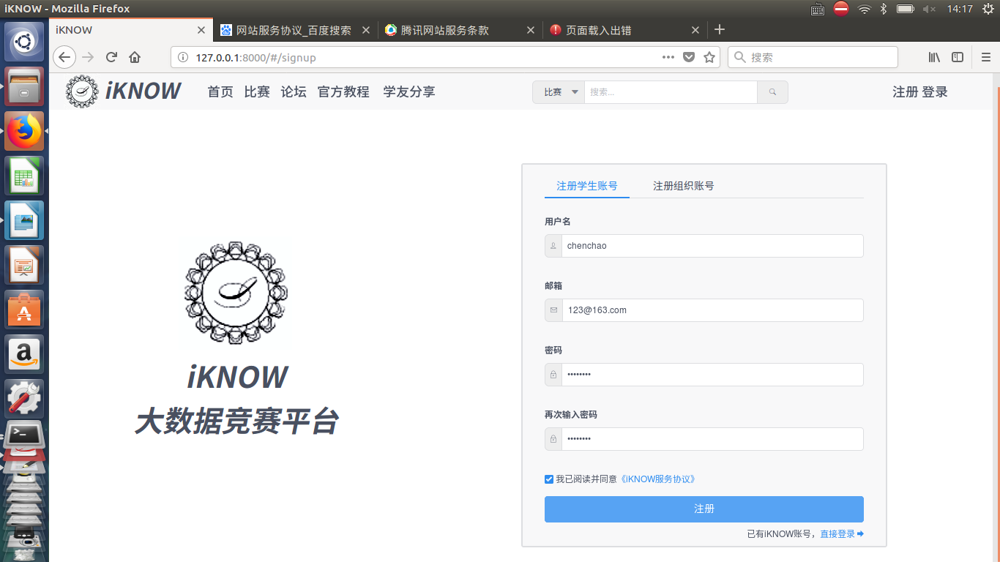 iKNOW - Mozilla Firefox
14:17
iKNOW
网站服务协议_百度搜索
腾讯网站服务条款
页面载入出错
127.0.0.1:8000/#/signup
搜索
iKNOW
首页 比赛 论坛 官方教程 学友分享
比赛
搜索...
注册 登录
注册学生账号
注册组织账号
用户名
chenchao
邮箱
123@163.com
密码
••••••••
再次输入密码
••••••••
我已阅读并同意《iKNOW服务协议》
注册
已有iKNOW账号，直接登录
iKNOW
大数据竞赛平台